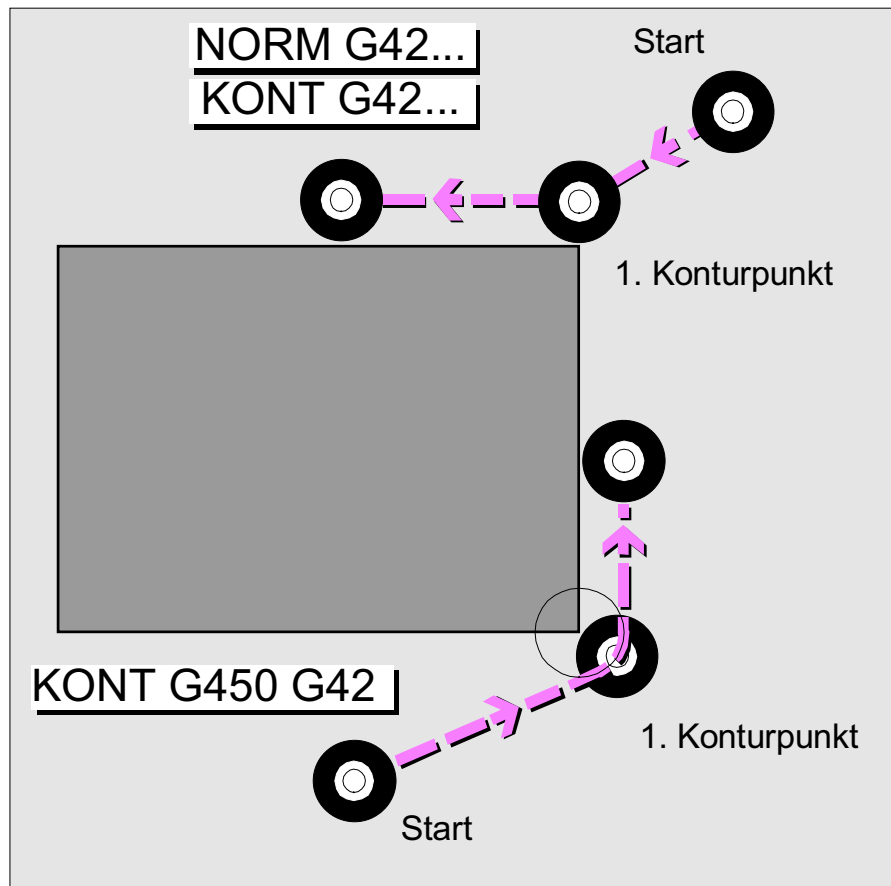 NORM G42...
Start
KONT G42...
1. Konturpunkt
KONT G450 G42
1. Konturpunkt
Start